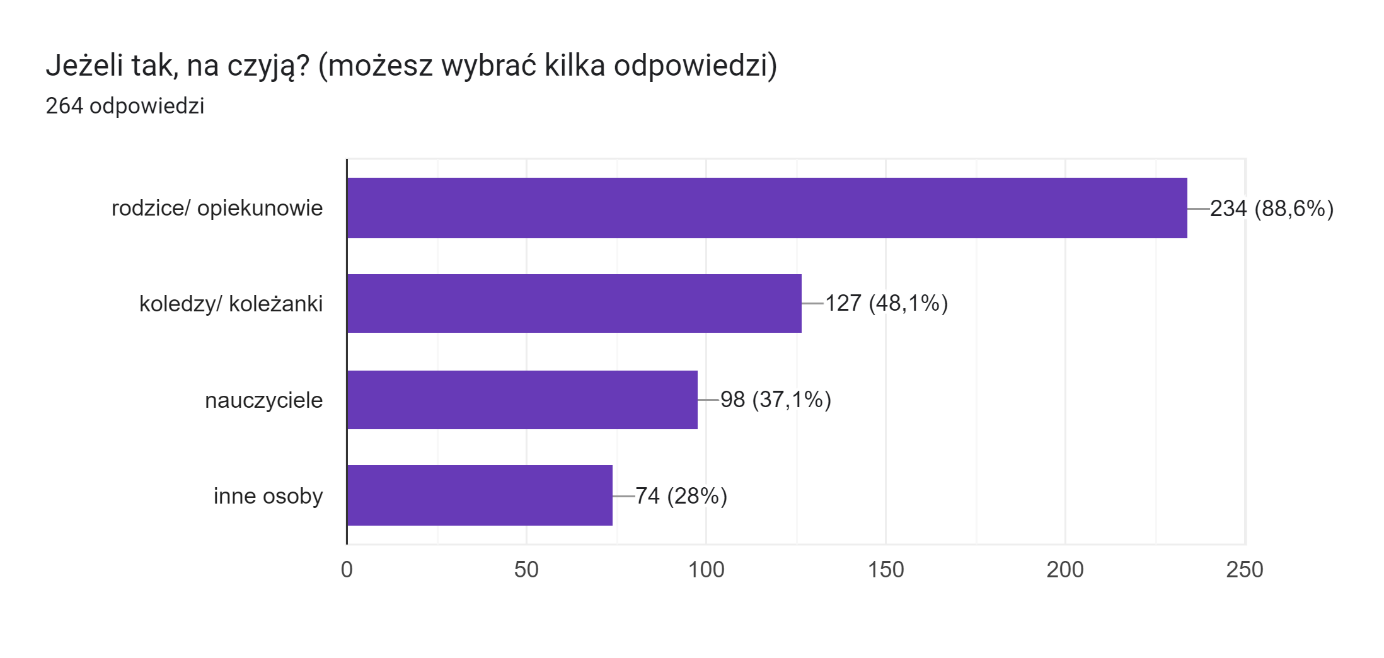 Jeżeli tak, na czyją? (możesz wybrać kilka odpowiedzi)
264 odpowiedzi
rodzice/ opiekunowie
234 (88,6%)
koledzy/ koleżanki
127 (48,1%)
nauczyciele
98 (37,1%)
inne osoby
74 (28%)
0 50 100 150 200 250